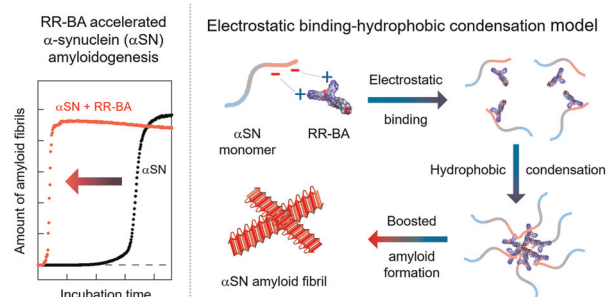 RR-BA accelerated
α-synuclein (αSN)
amyloidogenesis
Amount of amyloid fibrils
αSN + RR-BA
αSN
Incubation time
Electrostatic binding-hydrophobic condensation model
αSN
monomer
RR-BA
Electrostatic
binding
Hydrophobic condensation
Boosted
amyloid
formation
αSN amyloid fibril